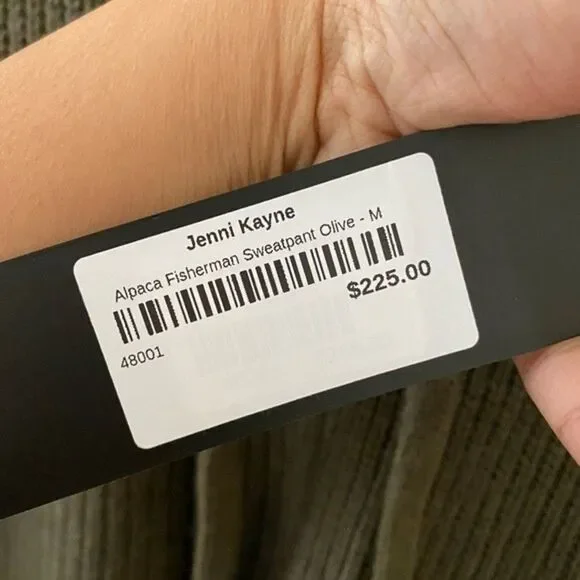 Jenni Kayne
Alpaca Fisherman Sweatpant Olive - M
$225.00
48001